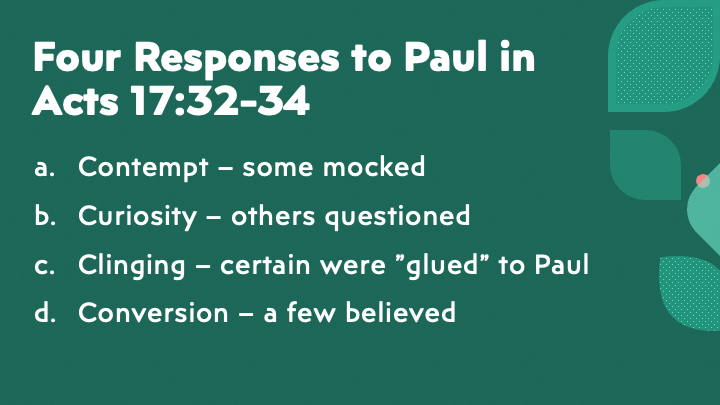 Four Responses to Paul in
Acts 17:32-34
a. Contempt – some mocked
b. Curiosity – others questioned
c. Clinging – certain were ”glued” to Paul
d. Conversion – a few believed